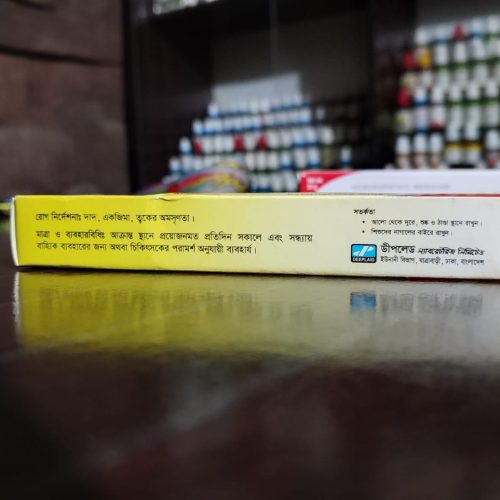 রোগ নির্দেশনাঃ দাদ, একজিমা, ত্বকের অমসৃণতা।
মাত্রা ও ব্যবহারবিধিঃ আক্রান্ত স্থানে প্রয়োজনমত প্রতিদিন সকালে এবং সন্ধ্যায়
বাহ্যিক ব্যবহারের জন্য অথবা চিকিৎসকের পরামর্শ অনুযায়ী ব্যবহার্য।
সতর্কতা
• আলো থেকে দূরে, শুষ্ক ও ঠান্ডা স্থানে রাখুন।
• শিশুদের নাগালের বাইরে রাখুন।
DEEPLAID
ডীপলেড ল্যাবরেটরিজ লিমিটেড
ইউনানী বিভাগ, যাত্রাবাড়ী, ঢাকা, বাংলাদেশ